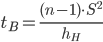 t_B = \frac{(n-1) \cdot S^2}{h_H}